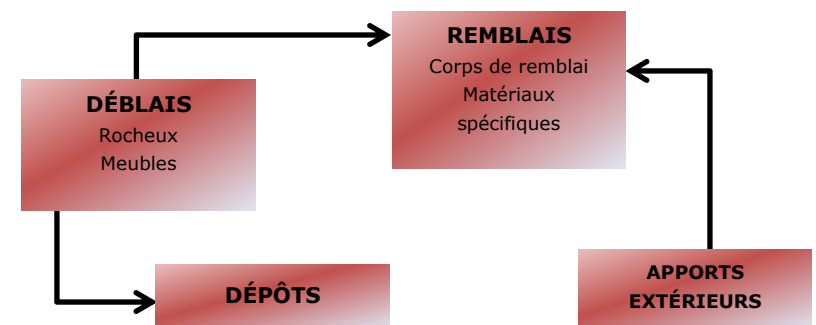 REMBLAIS
Corps de remblai
Matériaux
spécifiques
DÉBLAIS
Rocheux
Meubles
DÉPÔTS
APPORTS
EXTÉRIEURS